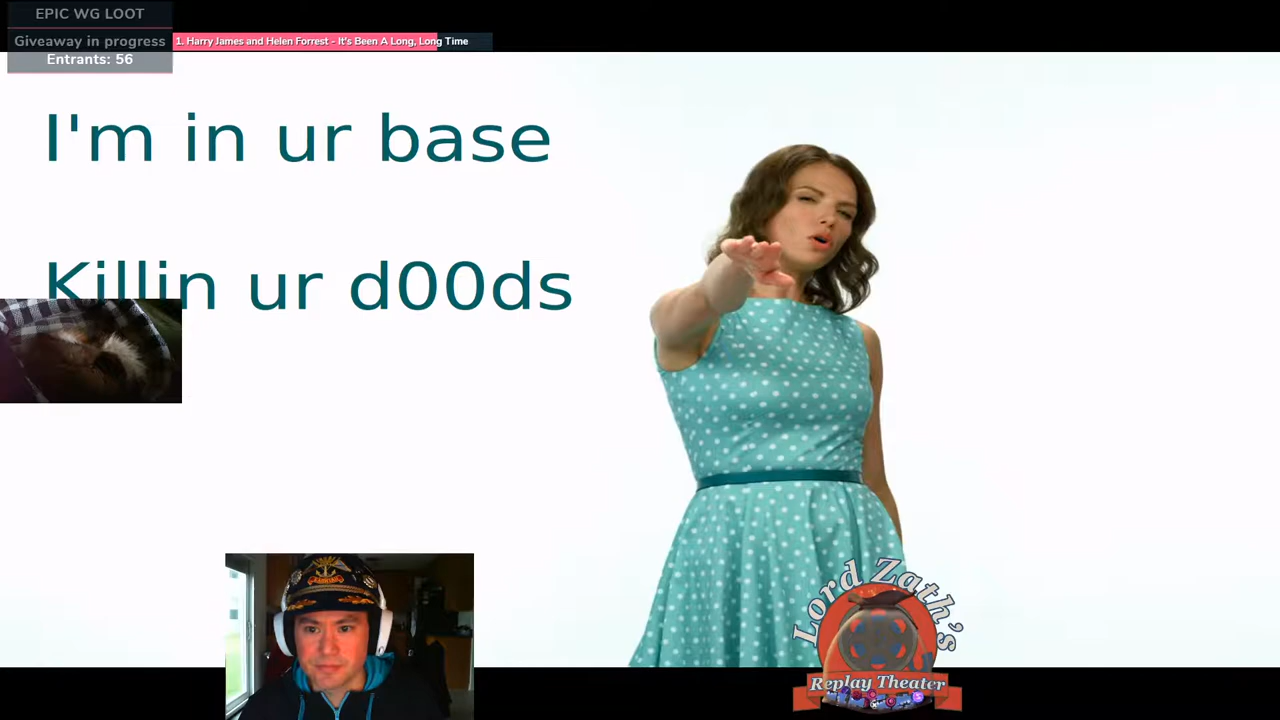 EPIC WG LOOT
Giveaway in progress
Entrants: 56
1. Harry James and Helen Forrest - It's Been A Long, Long Time
I'm in ur base
Killin ur d00ds
Lord Zath's
Replay Theater